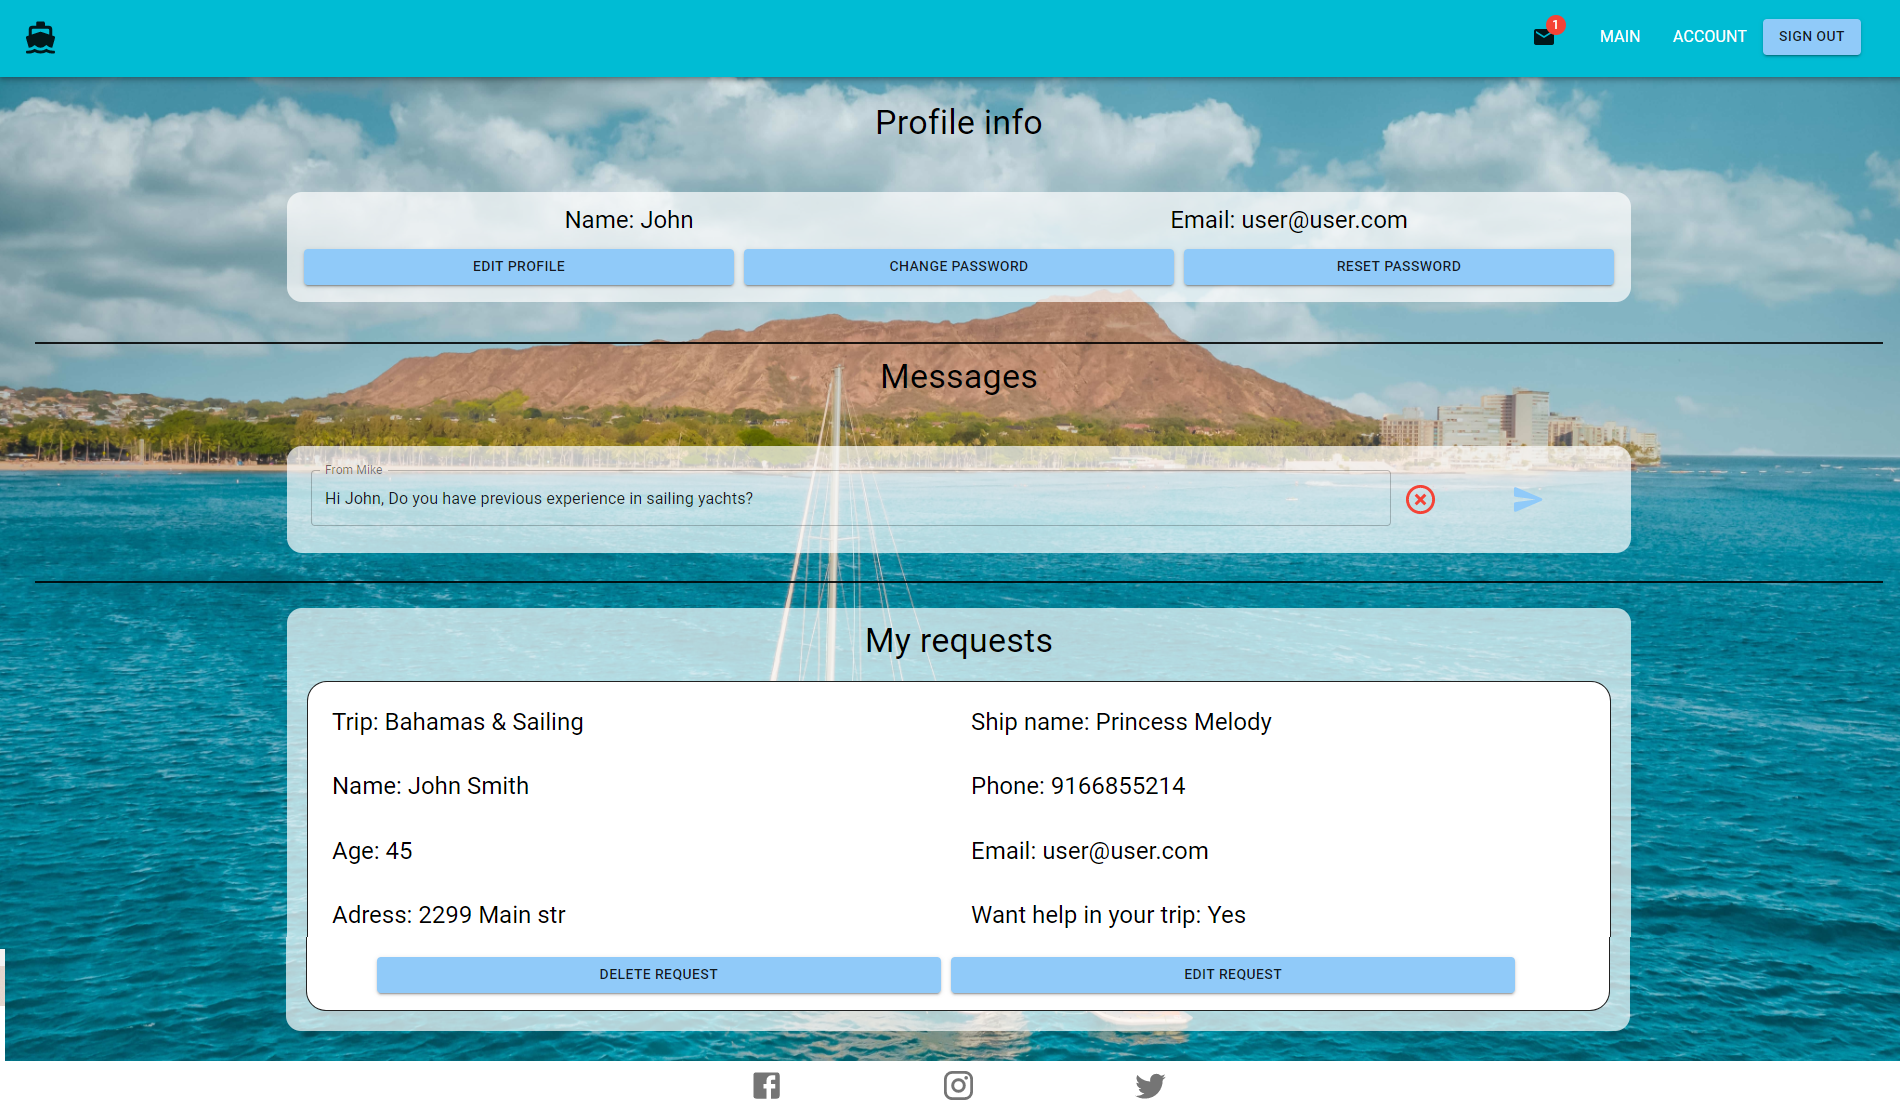 1
MAIN
ACCOUNT
SIGN OUT
Profile info
Name: John
Email: user@user.com
EDIT PROFILE
CHANGE PASSWORD
RESET PASSWORD
Messages
From Mike
Hi John, Do you have previous experience in sailing yachts?
My requests
Trip: Bahamas & Sailing
Ship name: Princess Melody
Name: John Smith
Phone: 9166855214
Age: 45
Email: user@user.com
Adress: 2299 Main str
Want help in your trip: Yes
DELETE REQUEST
EDIT REQUEST